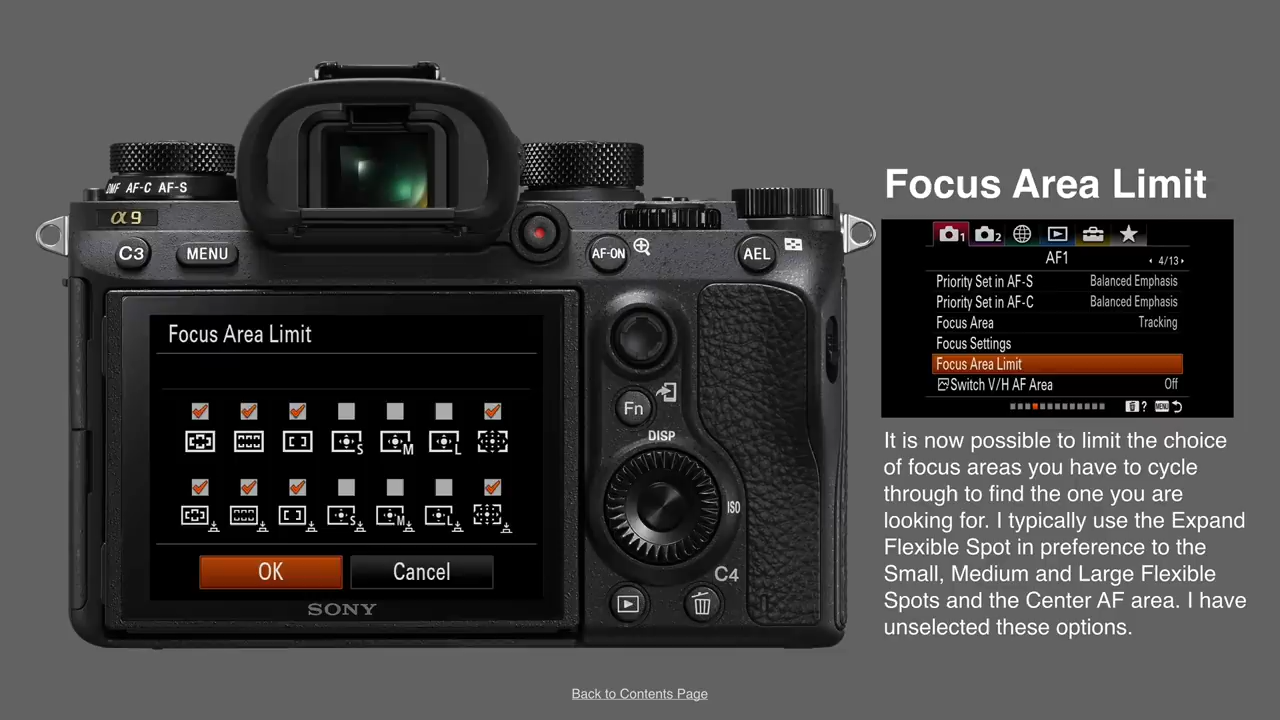 DMF AF-C AF-S
α9
C3
MENU
AF-ON
AEL
Focus Area Limit
S
M
L
S
M
L
OK
Cancel
SONY
Fn
DISP
ISO
C4
Focus Area Limit
1
2
AF1
4/13
Priority Set in AF-S Balanced Emphasis
Priority Set in AF-C Balanced Emphasis
Focus Area Tracking
Focus Settings
Focus Area Limit
Switch V/H AF Area Off
? MENU
It is now possible to limit the choice
of focus areas you have to cycle
through to find the one you are
looking for. I typically use the Expand
Flexible Spot in preference to the
Small, Medium and Large Flexible
Spots and the Center AF area. I have
unselected these options.
Back to Contents Page